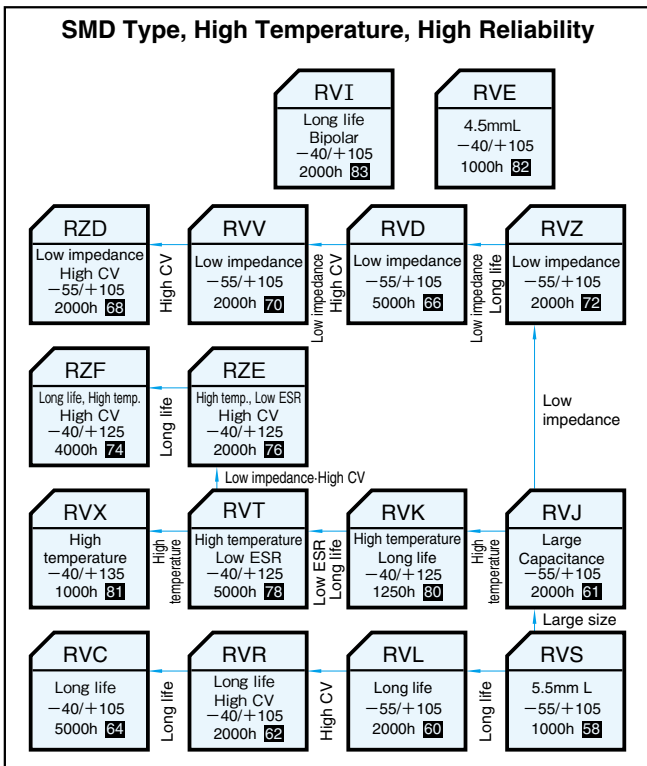 SMD Type, High Temperature, High Reliability
RVI
Long life
Bipolar
−40/+105
2000h 83
RVE
4.5mmL
−40/+105
1000h 82
RZD
Low impedance
High CV
−55/+105
2000h 68
High CV
RVV
Low impedance
−55/+105
2000h 70
Low impedance
High CV
RVD
Low impedance
−55/+105
5000h 66
Low impedance
Long life
RVZ
Low impedance
−55/+105
2000h 72
RZF
Long life, High temp.
High CV
−40/+125
4000h 74
Long life
RZE
High temp., Low ESR
High CV
−40/+125
2000h 76
Low
impedance
Low impedance·High CV
RVX
High
temperature
−40/+135
1000h 81
High
temperature
RVT
High temperature
Low ESR
−40/+125
5000h 78
Low ESR
Long life
RVK
High temperature
Long life
−40/+125
1250h 80
High
temperature
RVJ
Large
Capacitance
−55/+105
2000h 61
Large size
RVC
Long life
−40/+105
5000h 64
Long life
RVR
Long life
High CV
−40/+105
2000h 62
High CV
RVL
Long life
−55/+105
2000h 60
Long life
RVS
5.5mm L
−55/+105
1000h 58